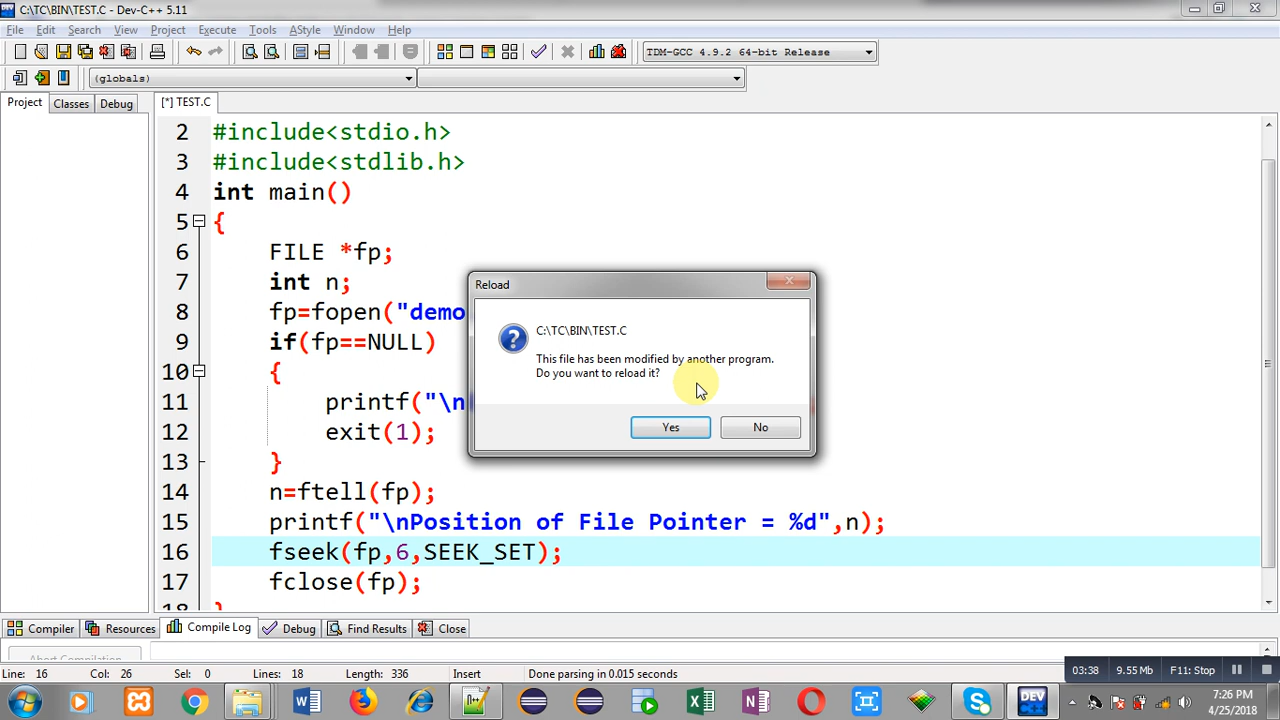 C:\TC\BIN\TEST.C - Dev-C++ 5.11
File Edit Search View Project Execute Tools AStyle Window Help
TDM-GCC 4.9.2 64-bit Release
(globals)
Project Classes Debug
[*] TEST.C
2 #include<stdio.h>
3 #include<stdlib.h>
4 int main()
5 {
6 FILE *fp;
7 int n;
8 fp=fopen("demo
9 if(fp==NULL)
10 {
11 printf("\n
12 exit(1);
13 }
14 n=ftell(fp);
15 printf("\nPosition of File Pointer = %d",n);
16 fseek(fp,6,SEEK_SET);
17 fclose(fp);
18 }
Reload
C:\TC\BIN\TEST.C
This file has been modified by another program.
Do you want to reload it?
Yes No
Compiler Resources Compile Log Debug Find Results Close
Abort Compilation
Line: 16 Col: 26 Sel: 0 Lines: 18 Length: 336 Insert Done parsing in 0.015 seconds
03:38 9.55 Mb F11: Stop
DEV
7:26 PM
4/25/2018